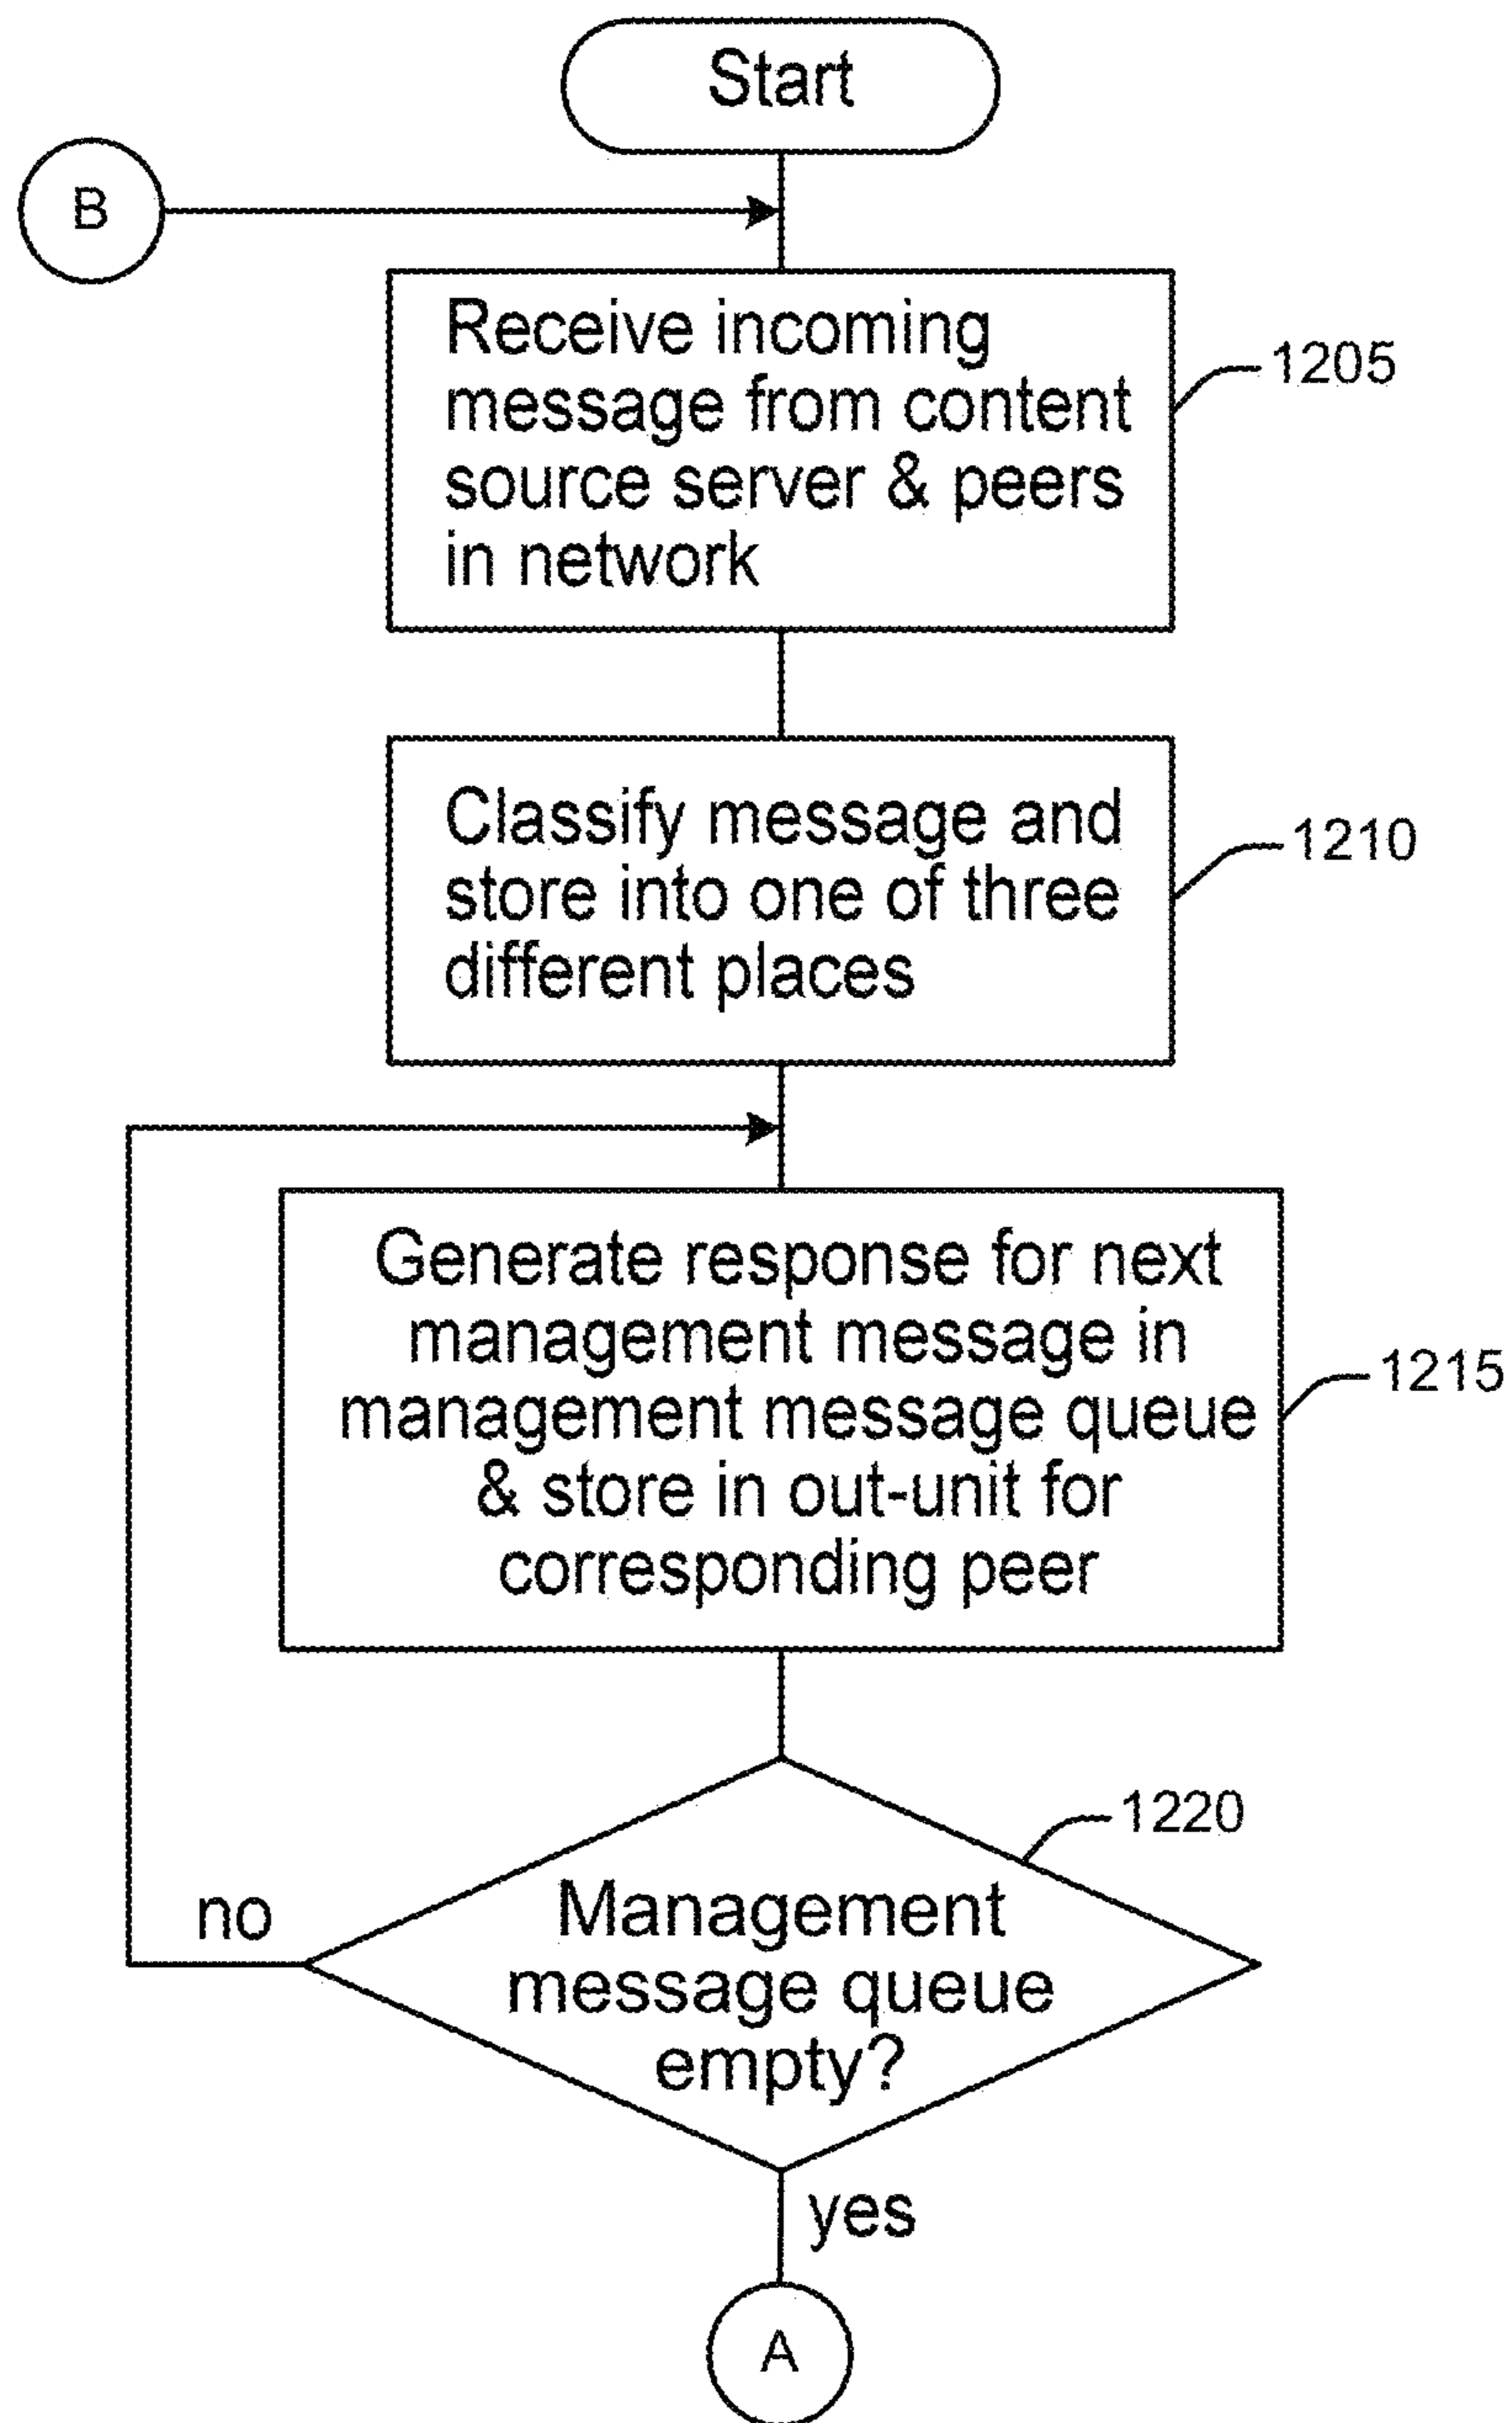 Start
B
Receive incoming
message from content
source server & peers
in network
1205
Classify message and
store into one of three
different places
1210
Generate response for next
management message in
management message queue
& store in out-unit for
corresponding peer
1215
1220
Management
message queue
empty?
no
yes
A